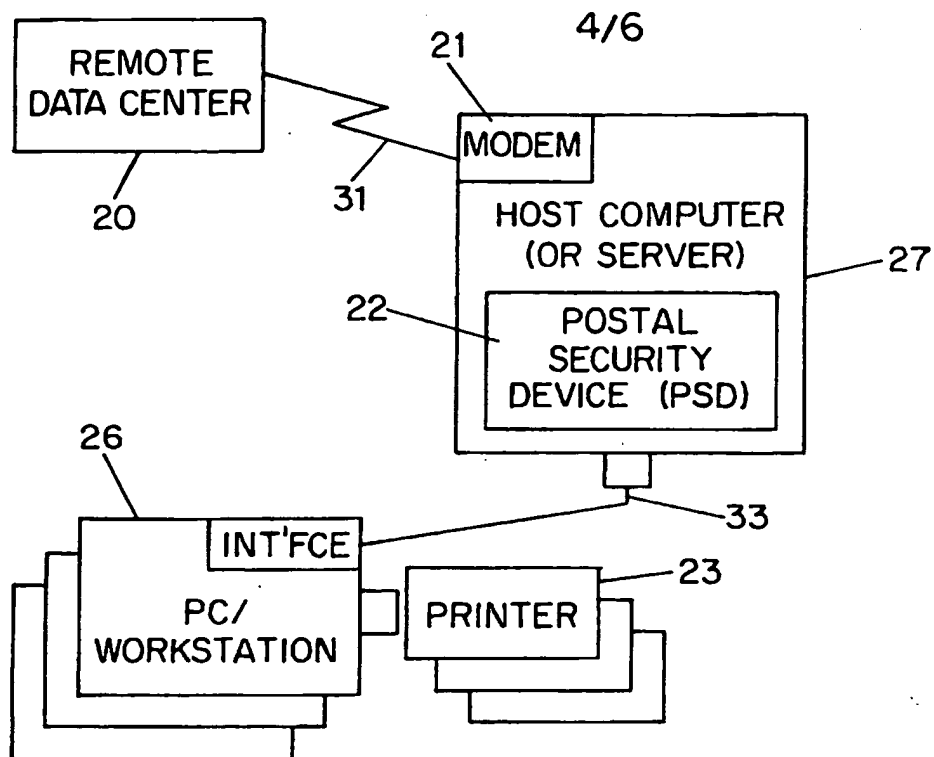 4/6
REMOTE
DATA CENTER
20
31
21
MODEM
HOST COMPUTER
(OR SERVER)
27
22
POSTAL
SECURITY
DEVICE (PSD)
33
26
INT'FCE
PC/
WORKSTATION
23
PRINTER